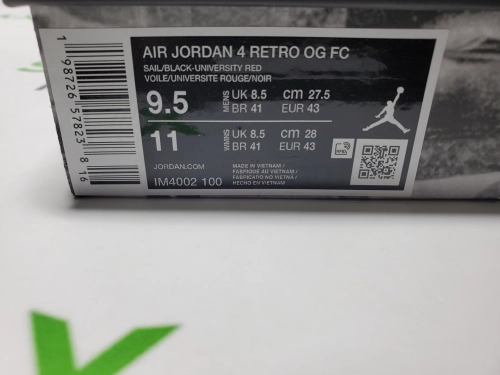 AIR JORDAN 4 RETRO OG FC
SAIL/BLACK-UNIVERSITY RED
VOILE/UNIVERSITE ROUGE/NOIR
9.5 MENS UK 8.5 cm 27.5
BR 41 EUR 43
11 WMNS UK 8.5 cm 28
BR 41 EUR 43
JORDAN.COM
IM4002 100
MADE IN VIETNAM /
FABRIQUÉ AU VIETNAM /
FABRICADO NO VIETNA /
HECHO EN VIETNAM
1 98726 57823 8 16